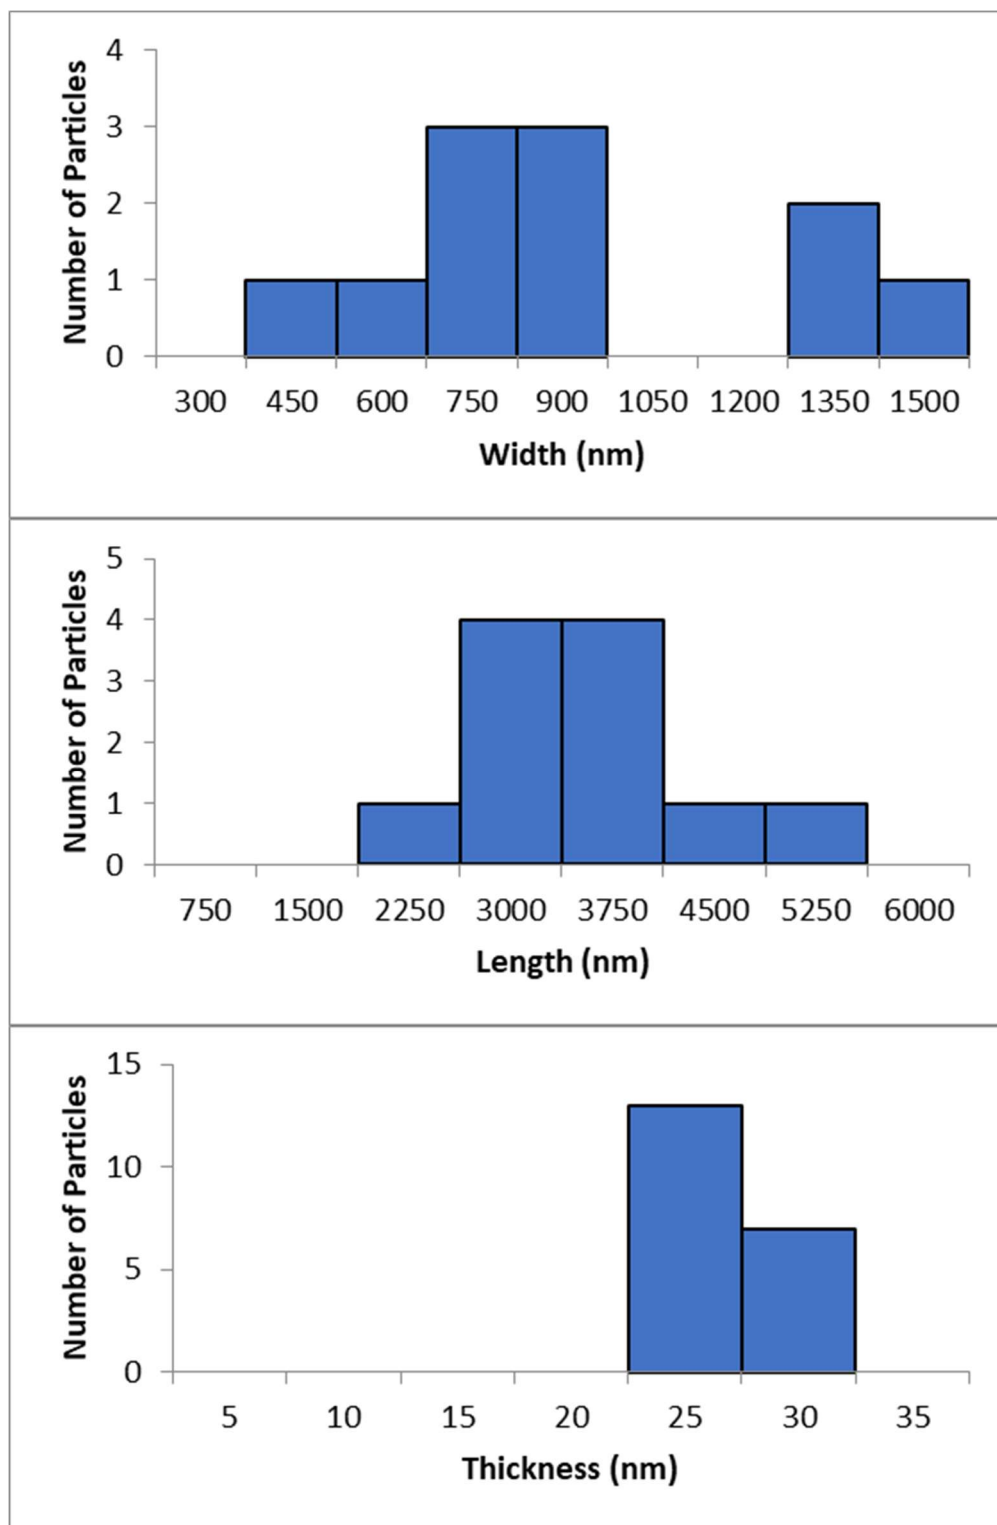 Number of Particles
4
3
2
1
0
300 450 600 750 900 1050 1200 1350 1500
Width (nm)
Number of Particles
5
4
3
2
1
0
750 1500 2250 3000 3750 4500 5250 6000
Length (nm)
Number of Particles
15
10
5
0
5 10 15 20 25 30 35
Thickness (nm)